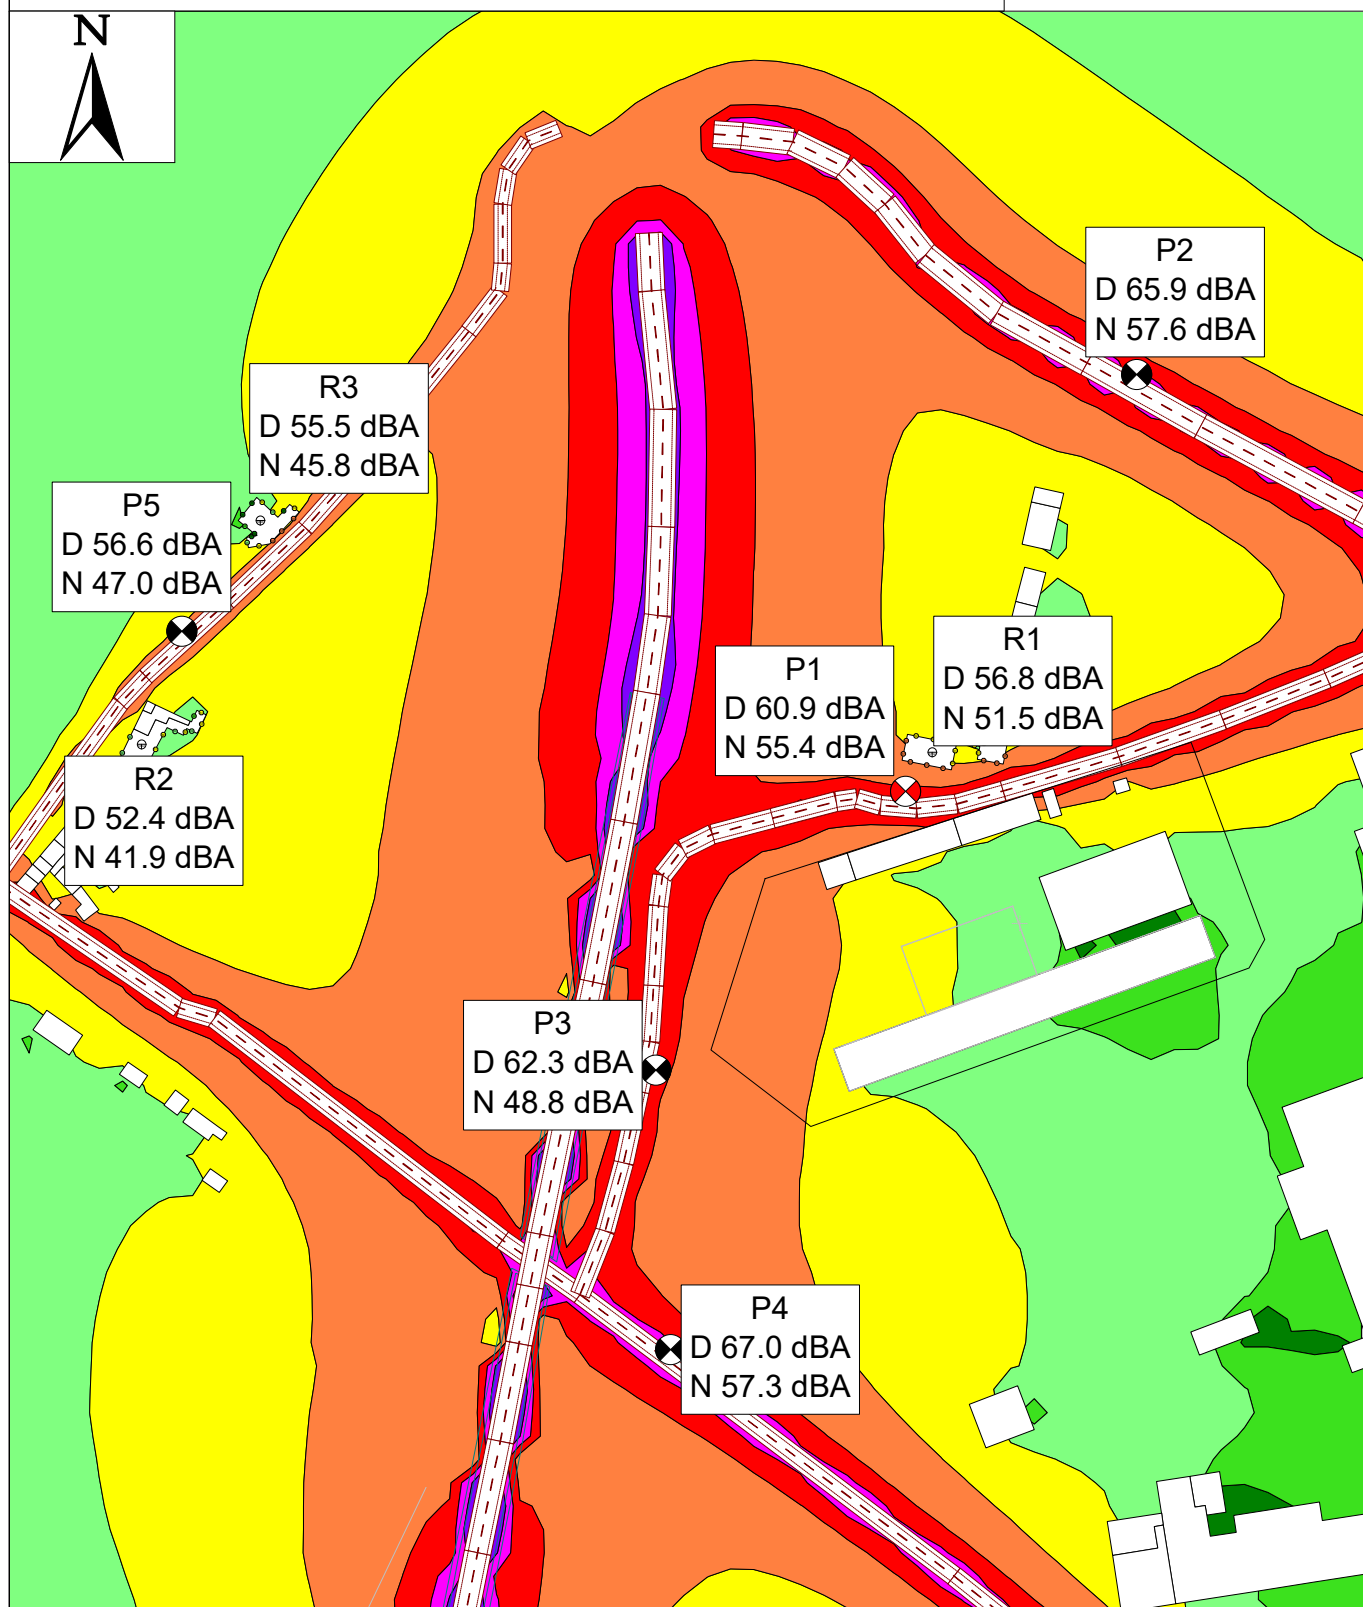 N
P2
D 65.9 dBA
N 57.6 dBA
R3
D 55.5 dBA
N 45.8 dBA
P5
D 56.6 dBA
N 47.0 dBA
R1
D 56.8 dBA
N 51.5 dBA
P1
D 60.9 dBA
N 55.4 dBA
R2
D 52.4 dBA
N 41.9 dBA
P3
D 62.3 dBA
N 48.8 dBA
P4
D 67.0 dBA
N 57.3 dBA